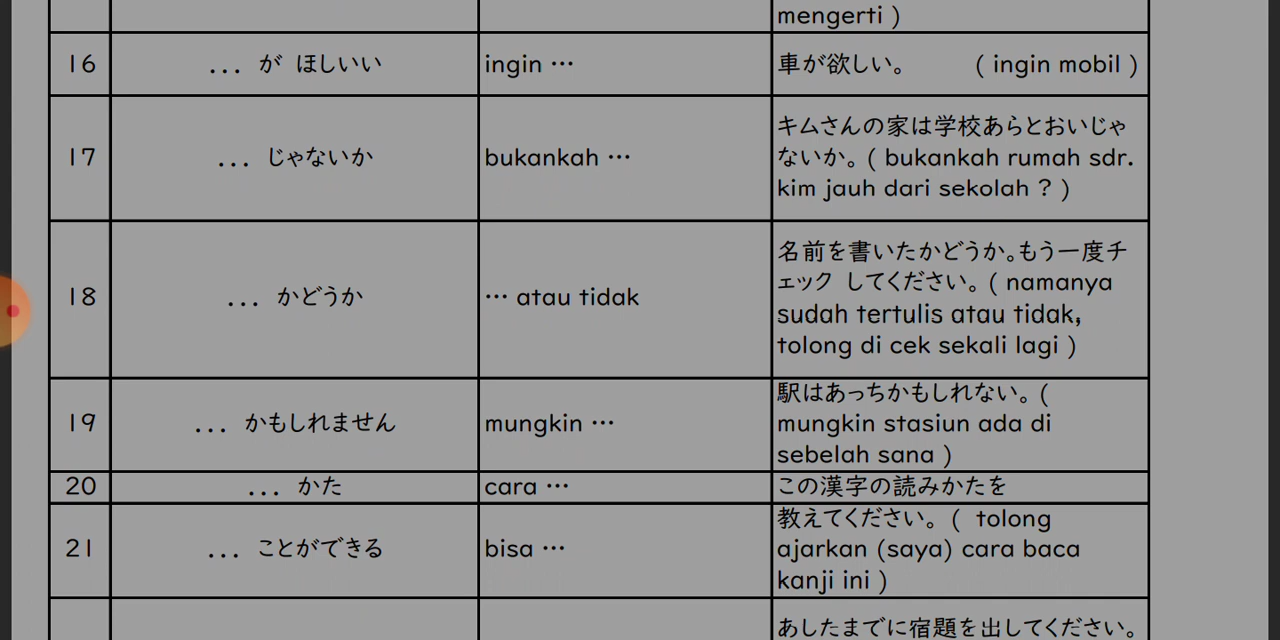 mengerti )
16 ... が ほしいい ingin ... 車が欲しい。 ( ingin mobil )
17 ... じゃないか bukankah ... キムさんの家は学校あらとおいじゃ
ないか。( bukankah rumah sdr.
kim jauh dari sekolah ? )
18 ... かどうか ... atau tidak 名前を書いたかどうか。もう一度チ
ェック してください。( namanya
sudah tertulis atau tidak,
tolong di cek sekali lagi )
19 ... かもしれません mungkin ... 駅はあっちかもしれない。(
mungkin stasiun ada di
sebelah sana )
20 ... かた cara ... この漢字の読みかたを
21 ... ことができる bisa ... 教えてください。( tolong
ajarkan (saya) cara baca
kanji ini )
あしたまでに宿題を出してください。